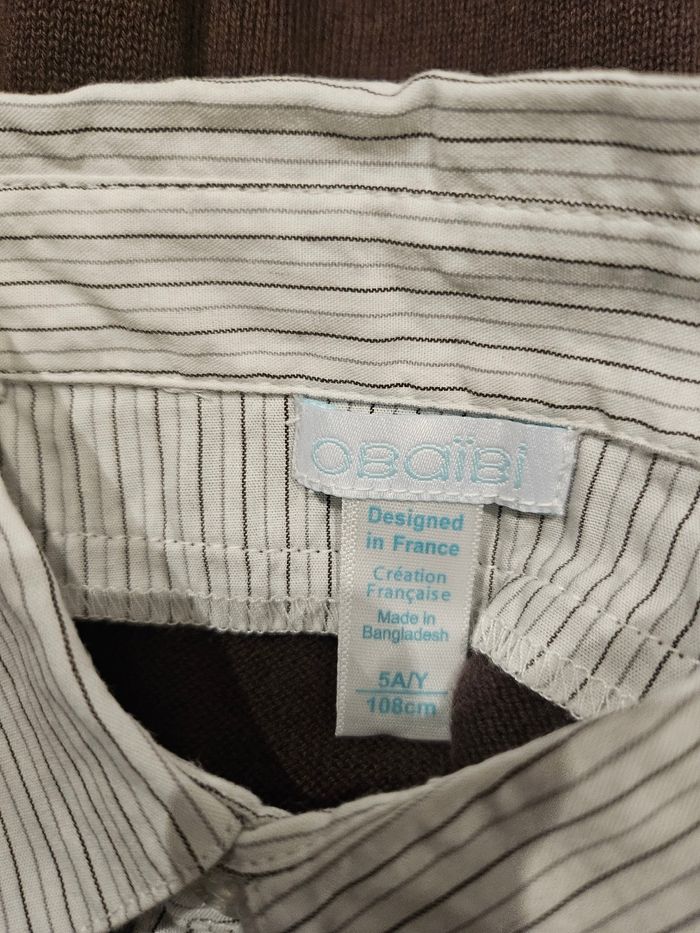 OBAÏBI
Designed
in France
Création
Française
Made in
Bangladesh
5A/Y
108cm